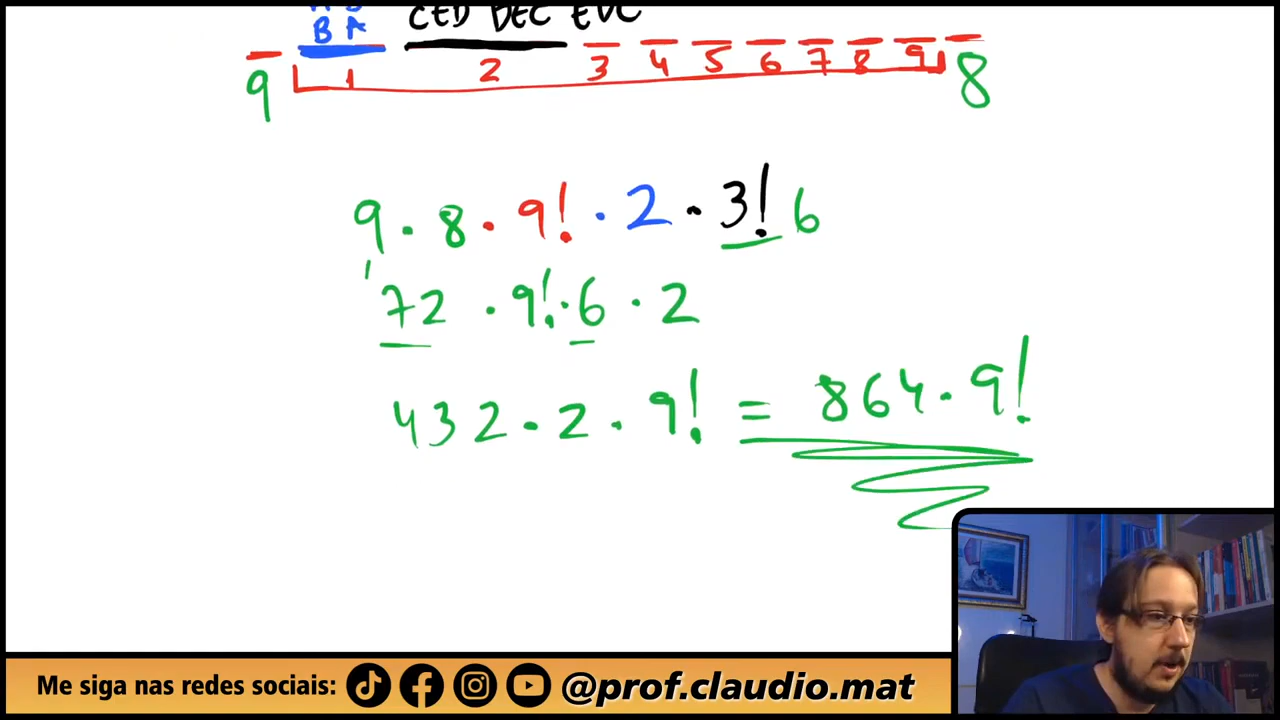 B A CED DEC EDC
1 2 3 4 5 6 7 8 9
9 8
9 · 8 · 9! · 2 · 3! 6
72 · 9! · 6 · 2
432 · 2 · 9! = 864 · 9!
Me siga nas redes sociais: @prof.claudio.mat